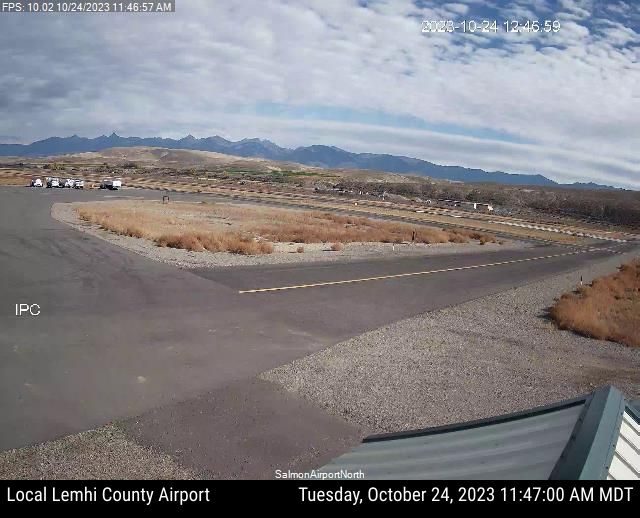 FPS: 10.02 10/24/2023 11:46:57 AM
2023-10-24 12:46:59
IPC
SalmonAirportNorth
Local Lemhi County Airport
Tuesday, October 24, 2023 11:47:00 AM MDT